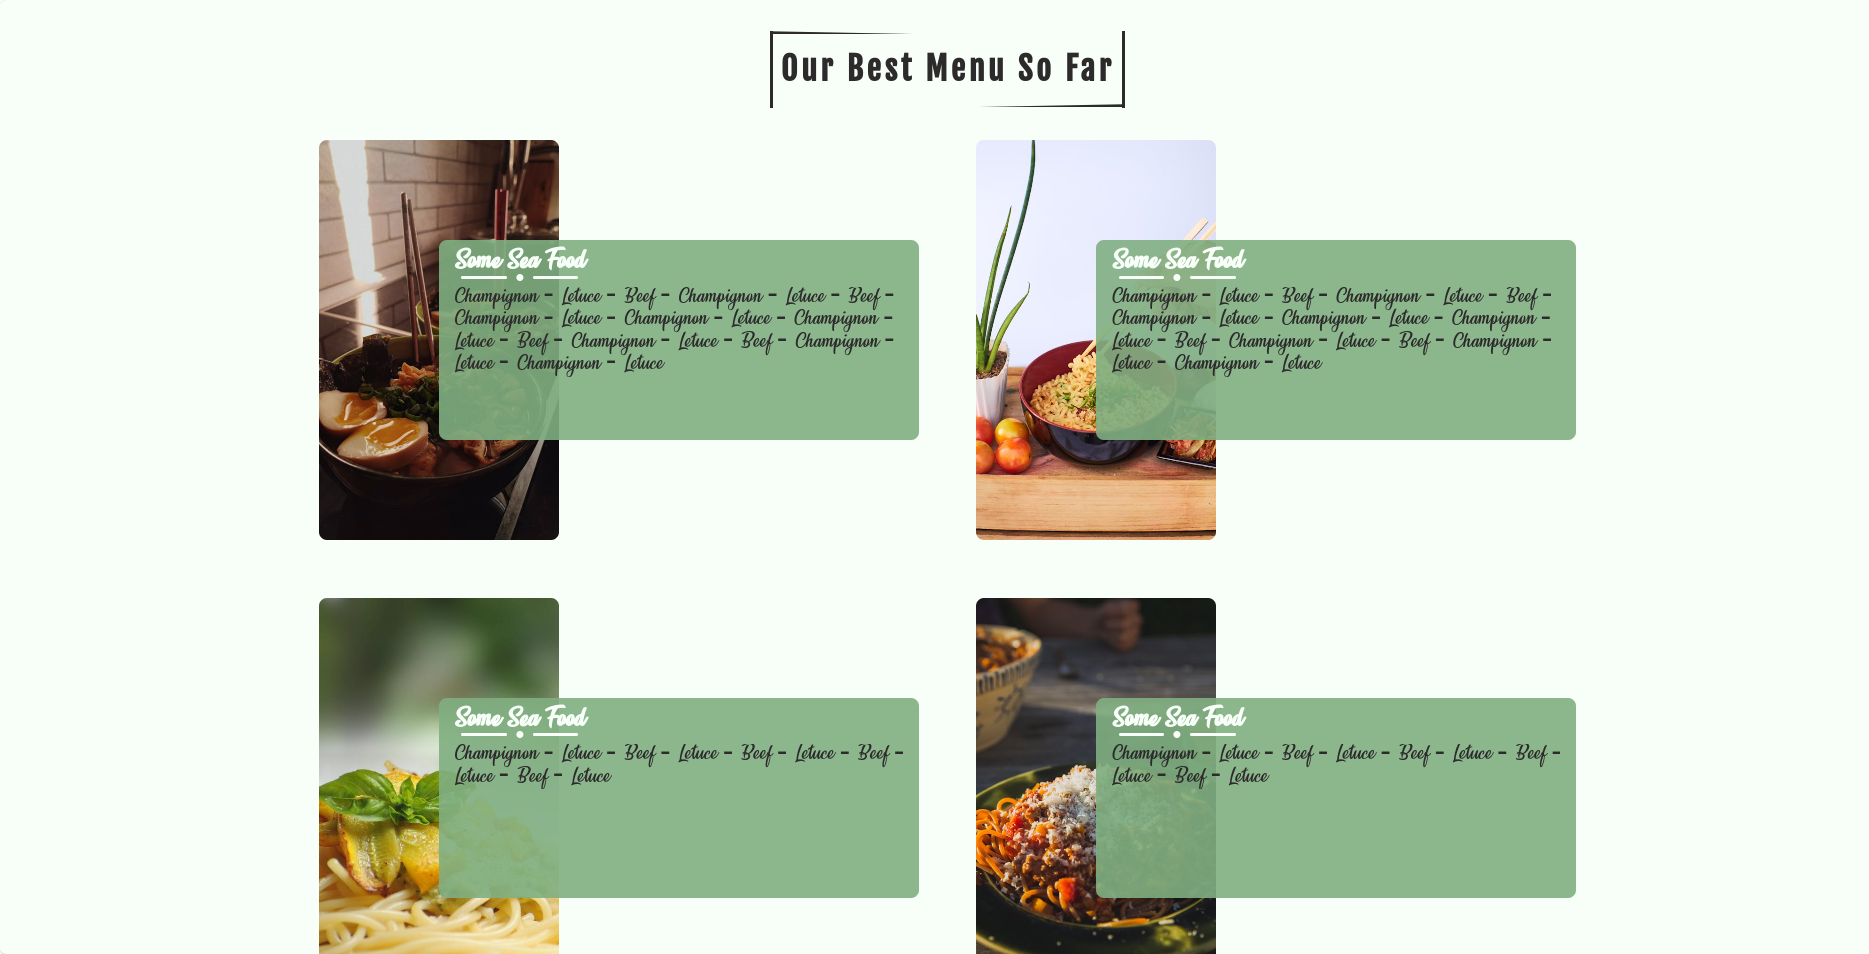 Our Best Menu So Far
Some Sea Food
Champignon - Letuce - Beef - Champignon - Letuce - Beef -
Champignon - Letuce - Champignon - Letuce - Champignon -
Letuce - Beef - Champignon - Letuce - Beef - Champignon -
Letuce - Champignon - Letuce
Some Sea Food
Champignon - Letuce - Beef - Champignon - Letuce - Beef -
Champignon - Letuce - Champignon - Letuce - Champignon -
Letuce - Beef - Champignon - Letuce - Beef - Champignon -
Letuce - Champignon - Letuce
Some Sea Food
Champignon - Letuce - Beef - Letuce - Beef - Letuce - Beef -
Letuce - Beef - Letuce
Some Sea Food
Champignon - Letuce - Beef - Letuce - Beef - Letuce - Beef -
Letuce - Beef - Letuce